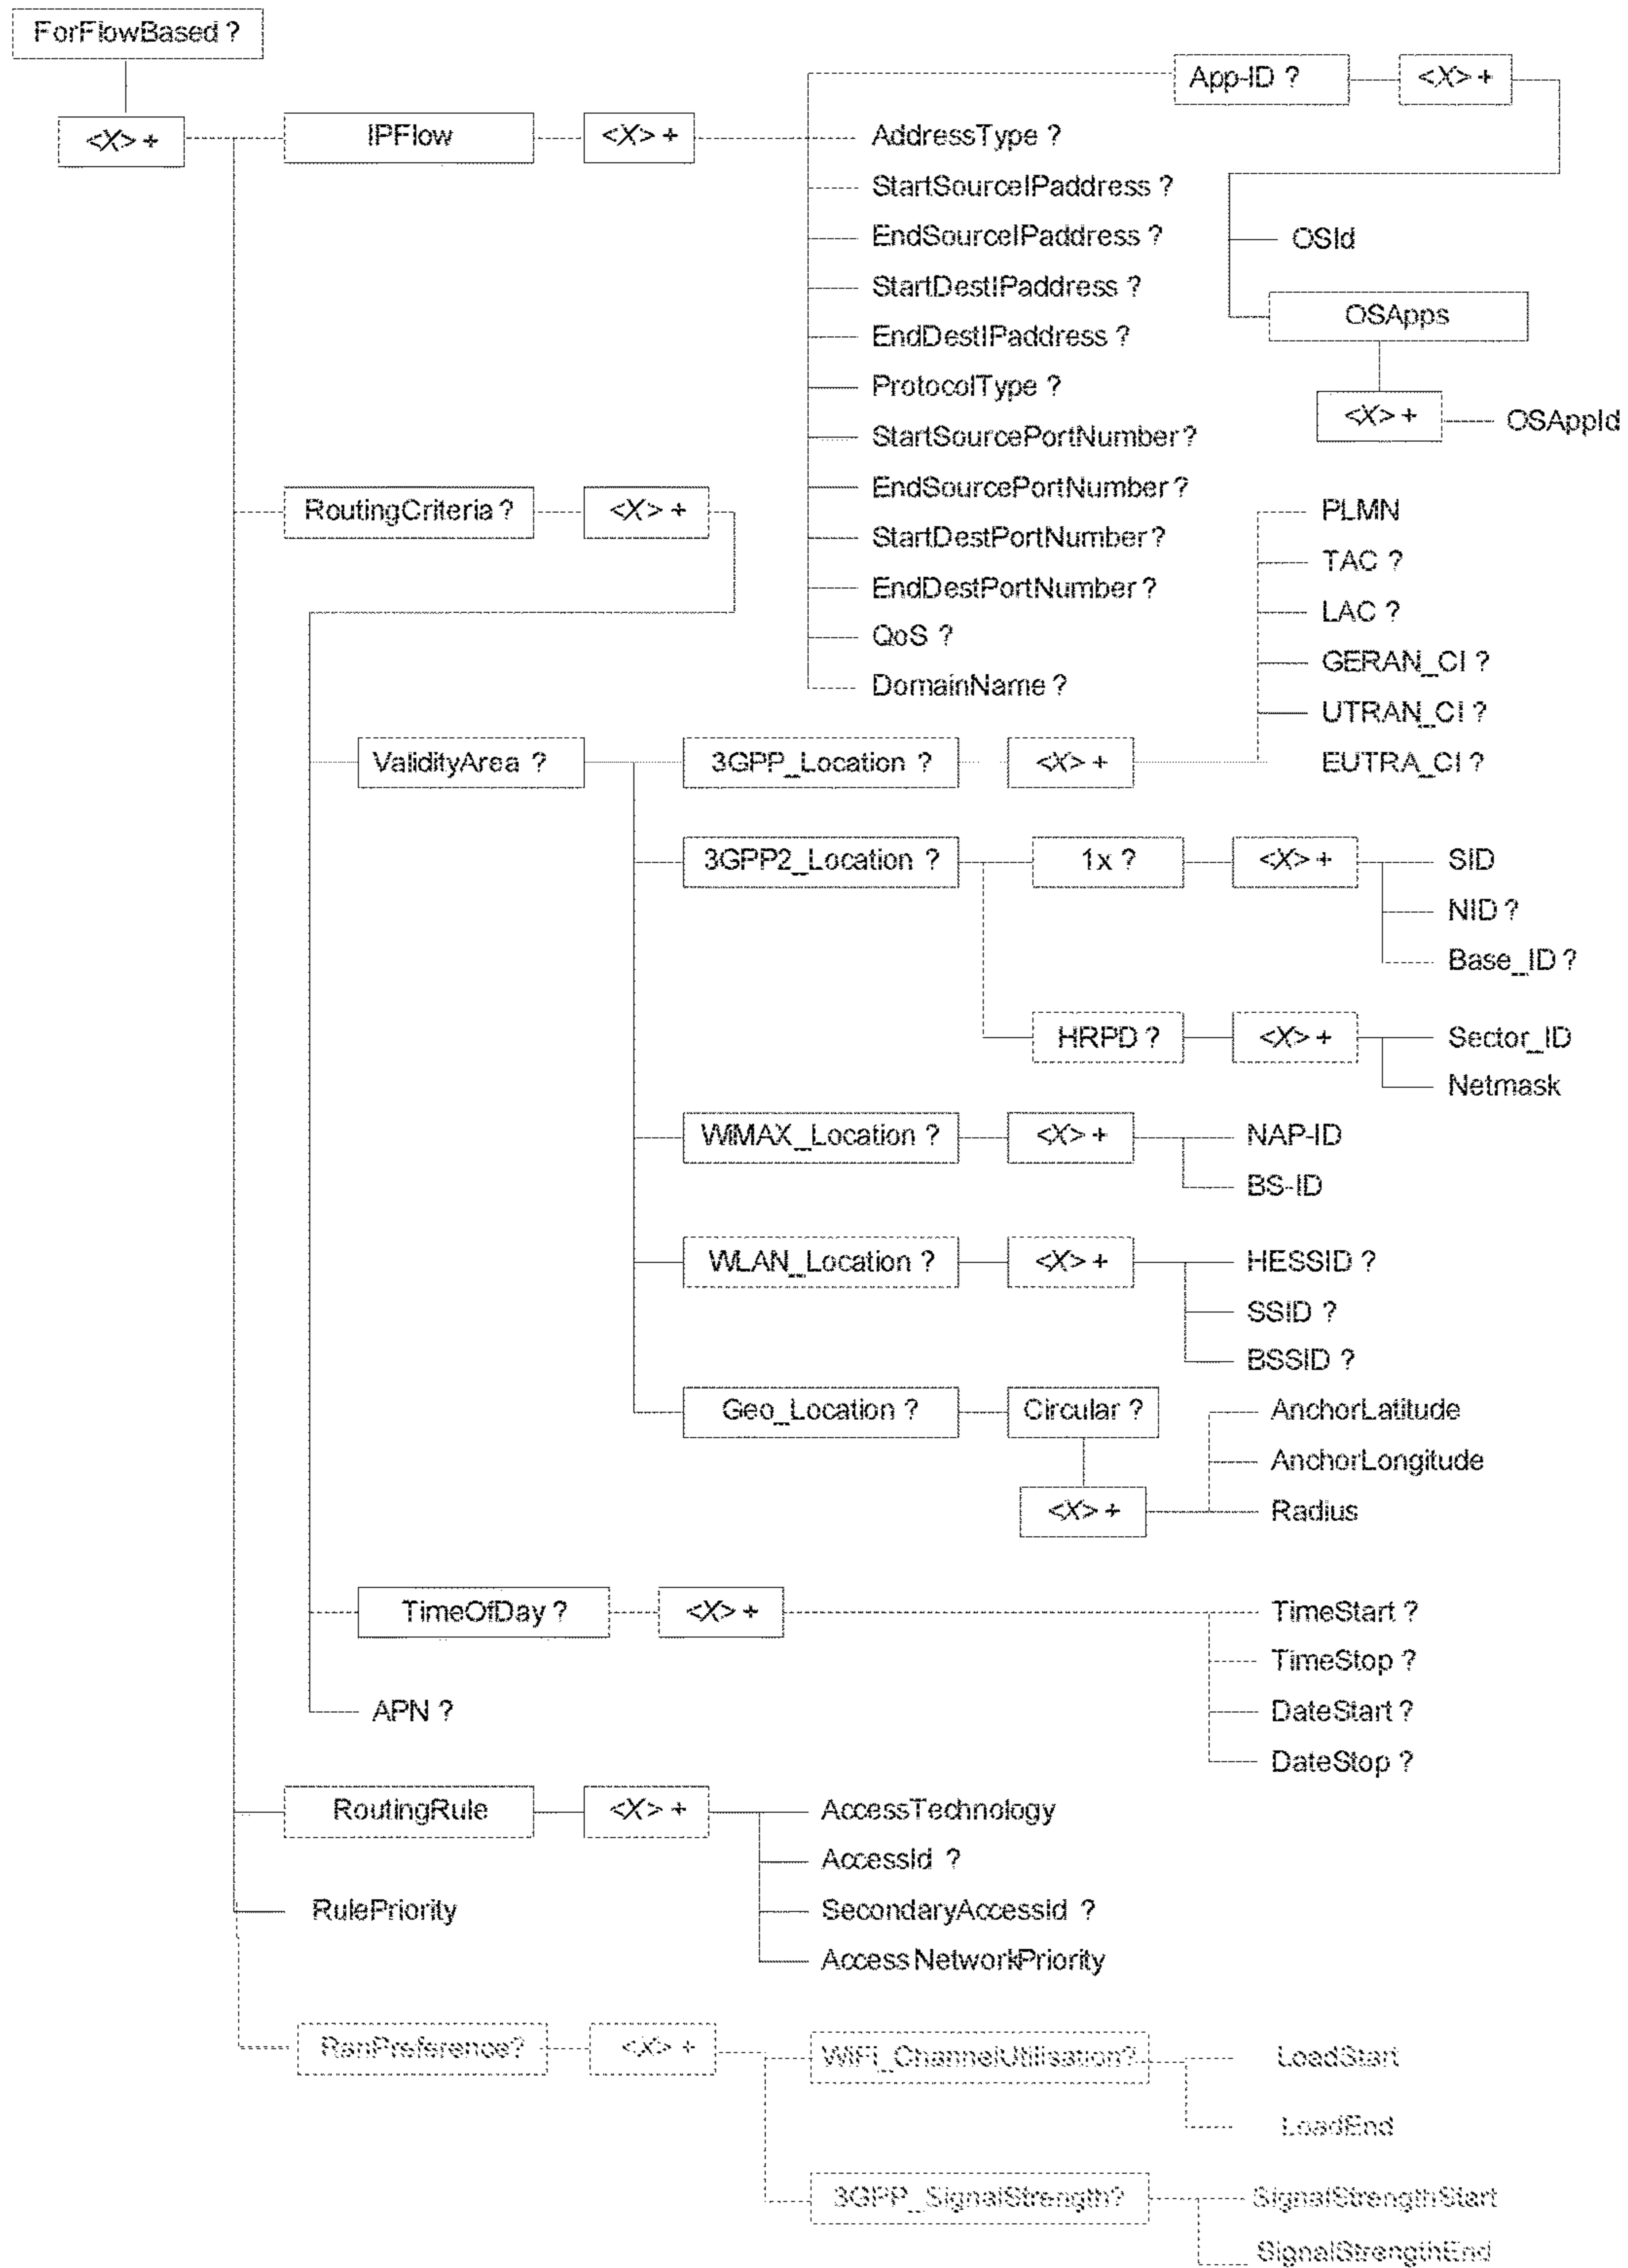 ForFlowBased ?
<X> +
IPFlow
<X> +
App-ID ?
<X> +
AddressType ?
StartSourceIPaddress ?
EndSourceIPaddress ?
StartDestIPaddress ?
EndDestIPaddress ?
ProtocolType ?
StartSourcePortNumber ?
EndSourcePortNumber ?
StartDestPortNumber ?
EndDestPortNumber ?
QoS ?
DomainName ?
OSId
OSApps
<X> +
OSAppId
RoutingCriteria ?
<X> +
ValidityArea ?
3GPP_Location ?
<X> +
PLMN
TAC ?
LAC ?
GERAN_CI ?
UTRAN_CI ?
EUTRA_CI ?
3GPP2_Location ?
1x ?
<X> +
SID
NID ?
Base_ID ?
HRPD ?
<X> +
Sector_ID
Netmask
WiMAX_Location ?
<X> +
NAP-ID
BS-ID
WLAN_Location ?
<X> +
HESSID ?
SSID ?
BSSID ?
Geo_Location ?
Circular ?
<X> +
AnchorLatitude
AnchorLongitude
Radius
TimeOfDay ?
<X> +
TimeStart ?
TimeStop ?
DateStart ?
DateStop ?
APN ?
RoutingRule
<X> +
AccessTechnology
AccessId ?
SecondaryAccessId ?
AccessNetworkPriority
RulePriority
RanPreference?
<X> +
WiFi_ChannelUtilisation?
LoadStart
LoadEnd
3GPP_SignalStrength?
SignalStrengthStart
SignalStrengthEnd